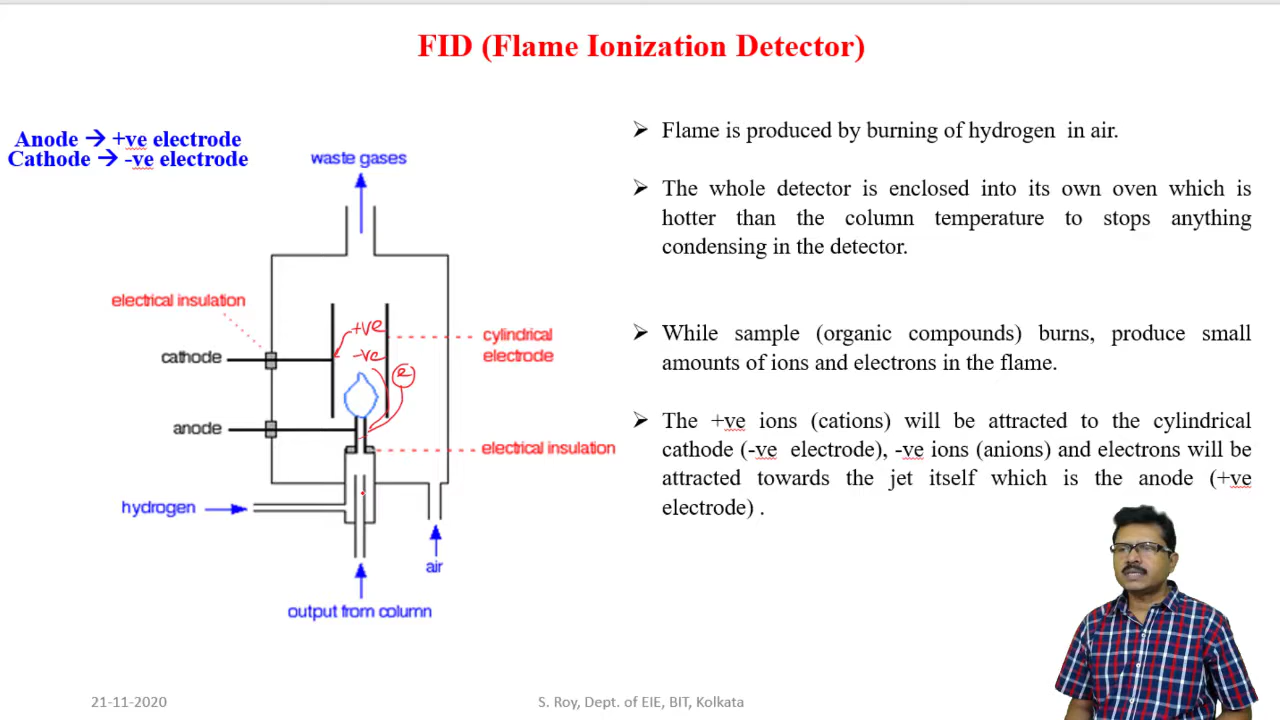 FID (Flame Ionization Detector)
Anode → +ve electrode
Cathode → -ve electrode
waste gases
electrical insulation
cathode
anode
hydrogen
output from column
air
cylindrical
electrode
electrical insulation
+ve
-ve
e
➢ Flame is produced by burning of hydrogen in air.
➢ The whole detector is enclosed into its own oven which is
hotter than the column temperature to stops anything
condensing in the detector.
➢ While sample (organic compounds) burns, produce small
amounts of ions and electrons in the flame.
➢ The +ve ions (cations) will be attracted to the cylindrical
cathode (-ve electrode), -ve ions (anions) and electrons will be
attracted towards the jet itself which is the anode (+ve
electrode) .
21-11-2020
S. Roy, Dept. of EIE, BIT, Kolkata